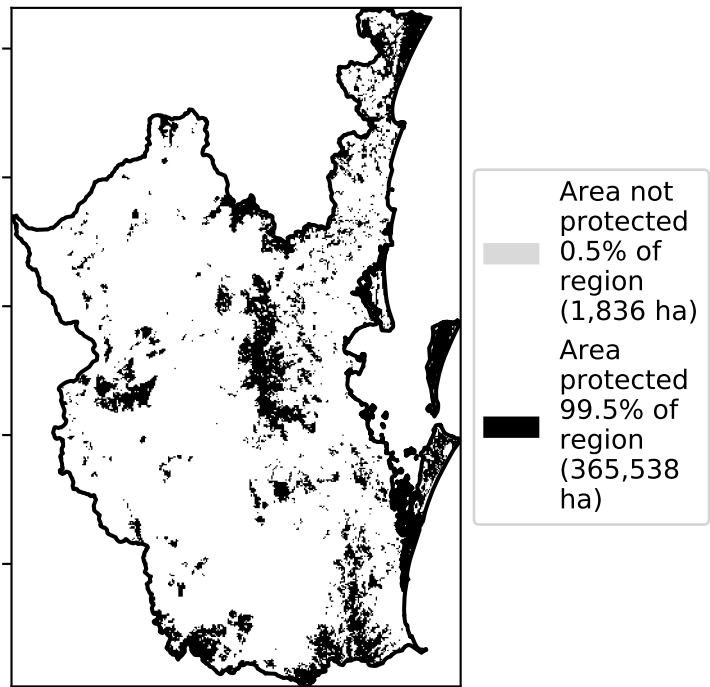 Area not
protected
0.5% of
region
(1,836 ha)
Area
protected
99.5% of
region
(365,538
ha)